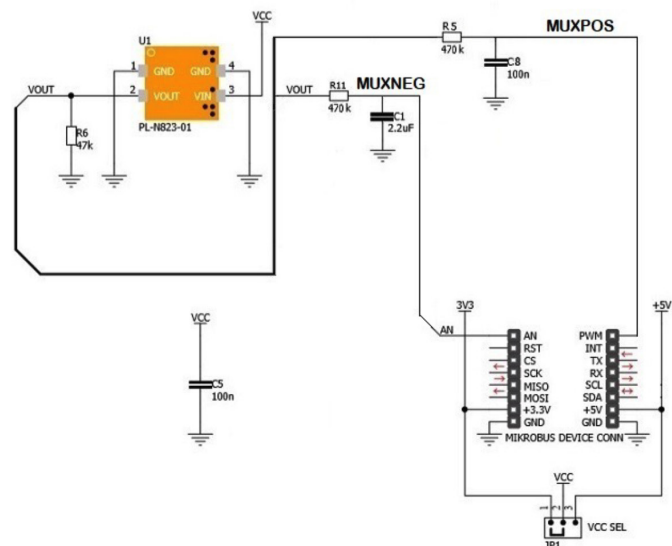 VCC
R5
MUXPOS
470k
C8
100n
U1
1 GND GND 4
VOUT 2 VOUT VIN 3
PL-N823-01
R6
47k
VOUT R11 MUXNEG
470k
C1
2.2uF
VCC
C5
100n
3V3 +5V
AN
AN PWM
RST INT
CS TX
SCK RX
MISO SCL
MOSI SDA
+3.3V +5V
GND GND
MIKROBUS DEVICE CONN
VCC
1 2 3
VCC SEL
JP1